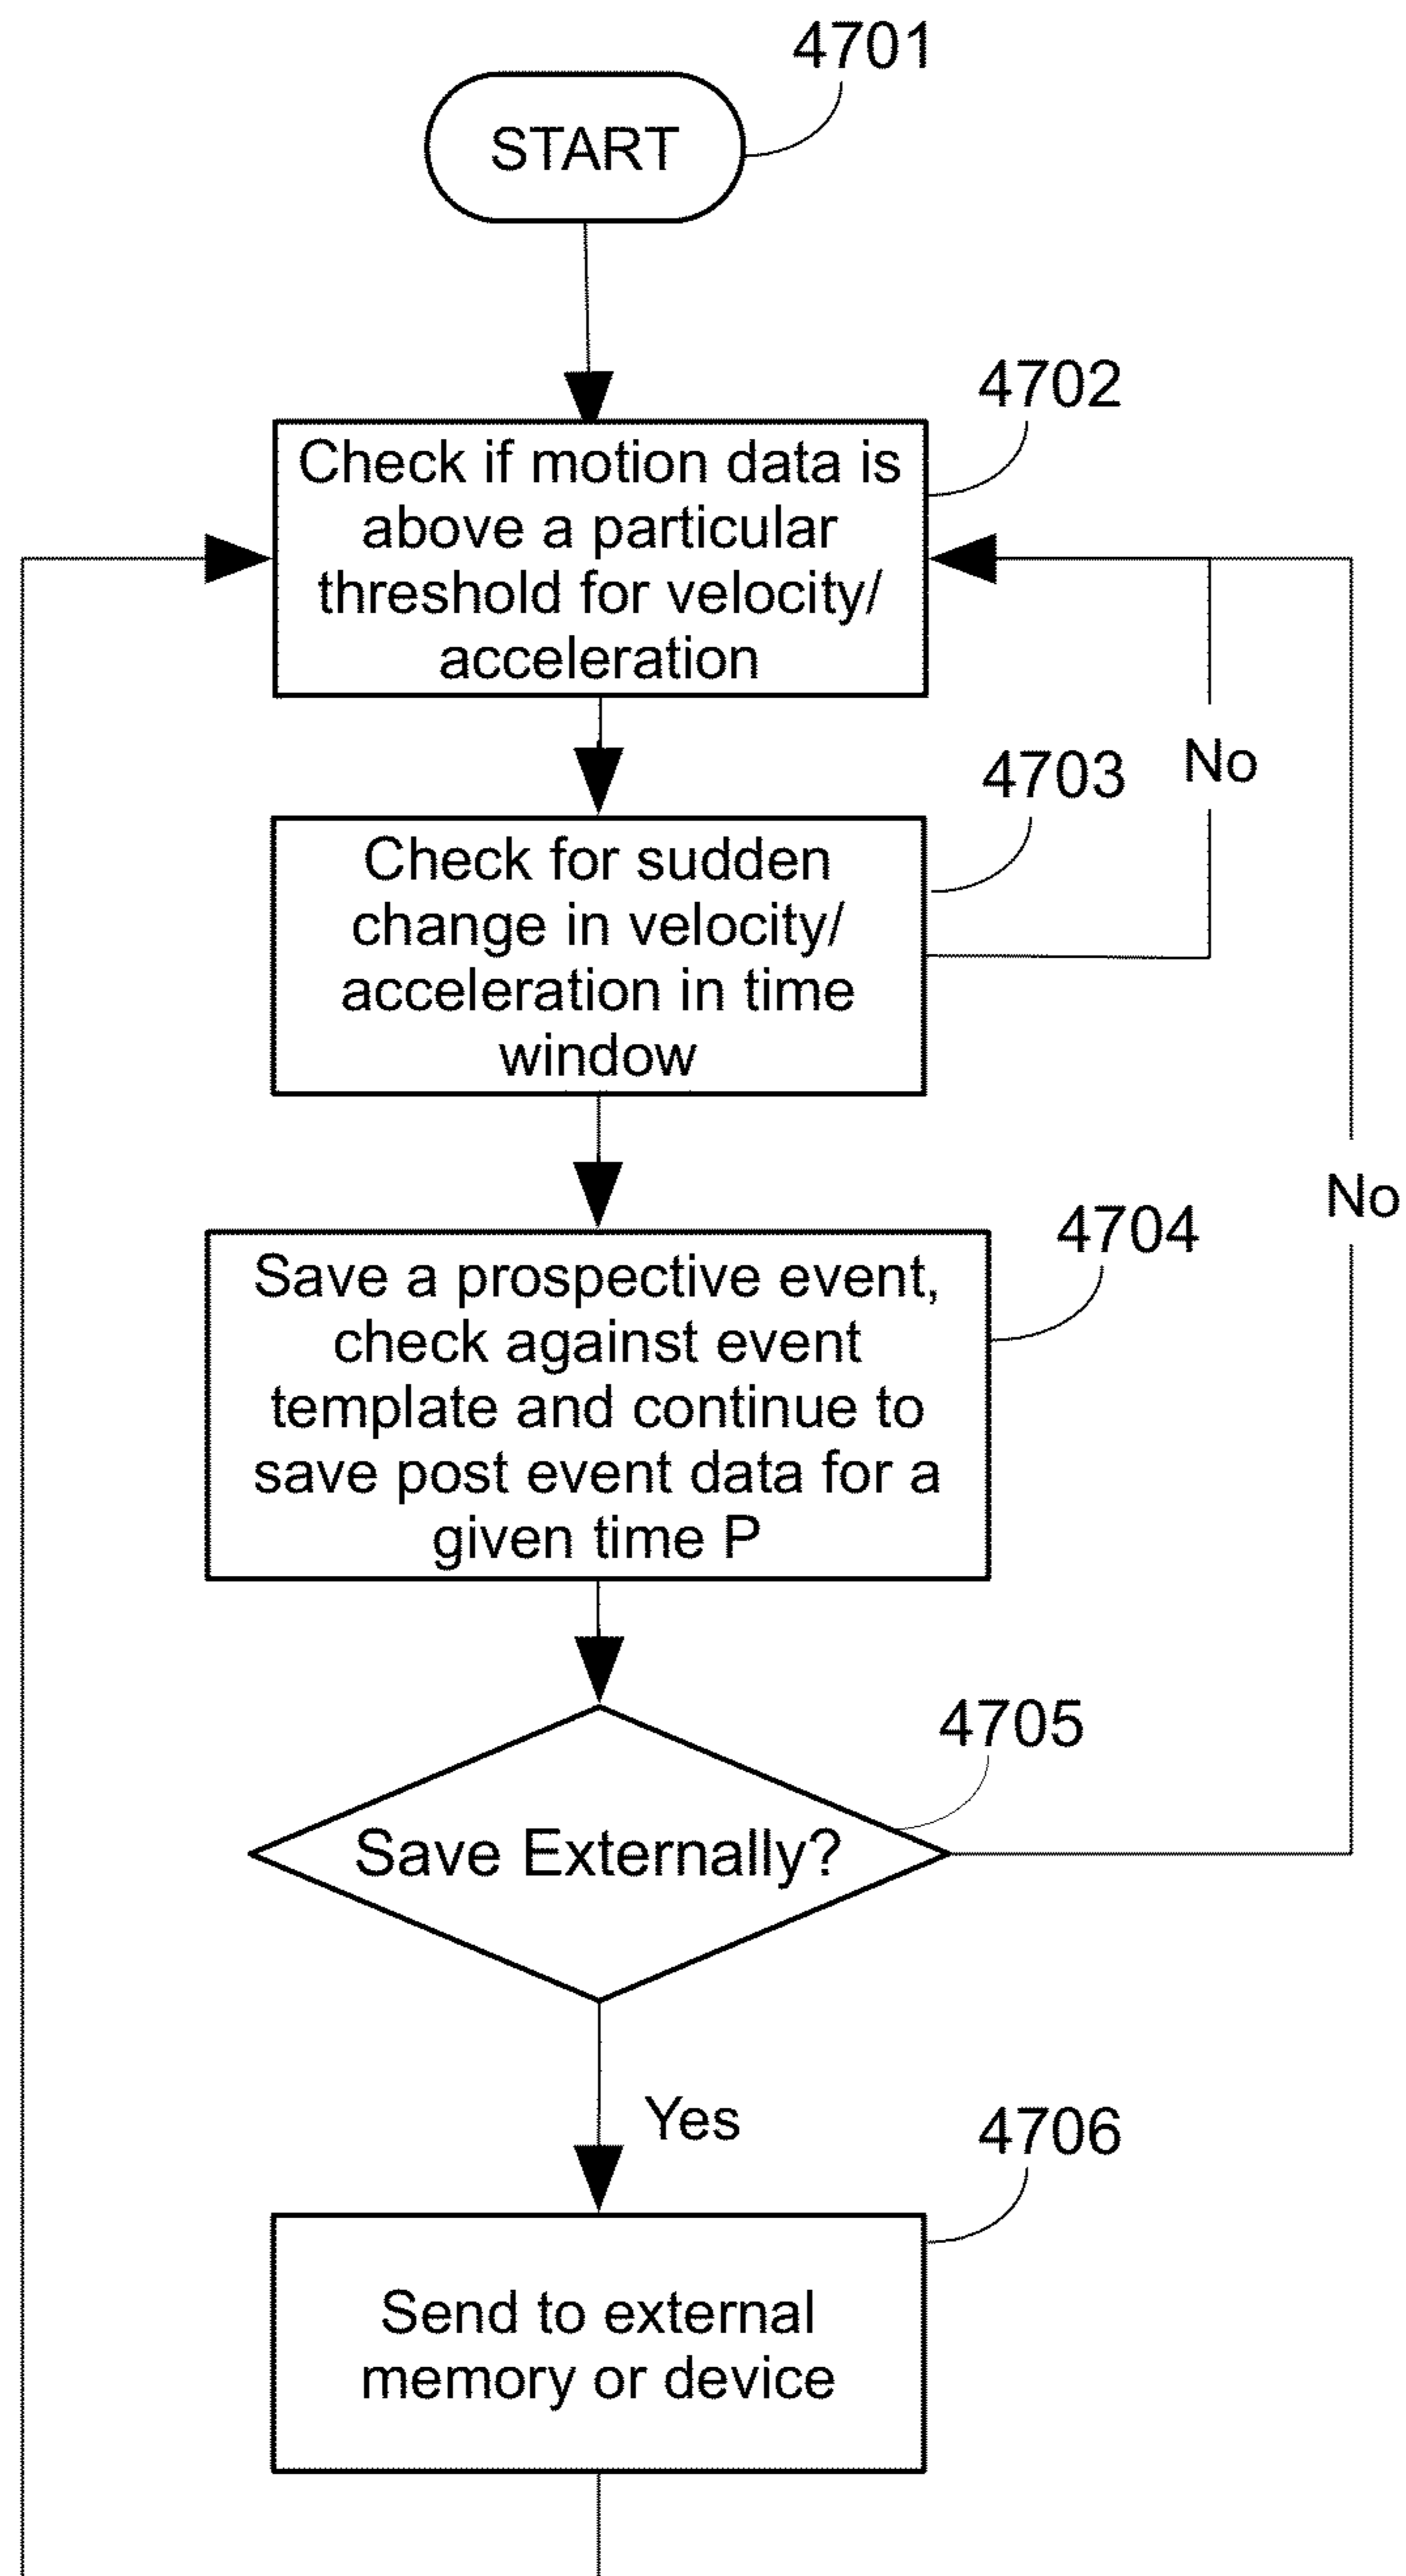 4701
START
4702
Check if motion data is
above a particular
threshold for velocity/
acceleration
4703
No
Check for sudden
change in velocity/
acceleration in time
window
4704
No
Save a prospective event,
check against event
template and continue to
save post event data for a
given time P
4705
Save Externally?
Yes
4706
Send to external
memory or device